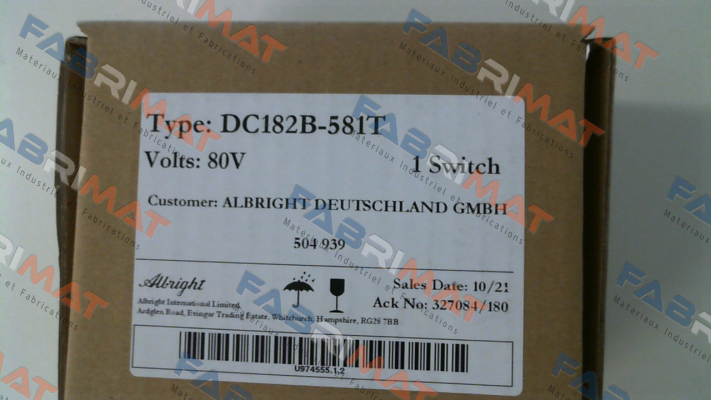 Type: DC182B-581T
Volts: 80V 1 Switch
Customer: ALBRIGHT DEUTSCHLAND GMBH
504 939
Albright
Sales Date: 10/21
Albright International Limited,
Ack No: 327084/180
Ardglen Road, Evingar Trading Estate, Whitchurch, Hampshire, RG28 7BB
U974555.1.2
FABRIMAT
Matériaux Industriel et Fabrications